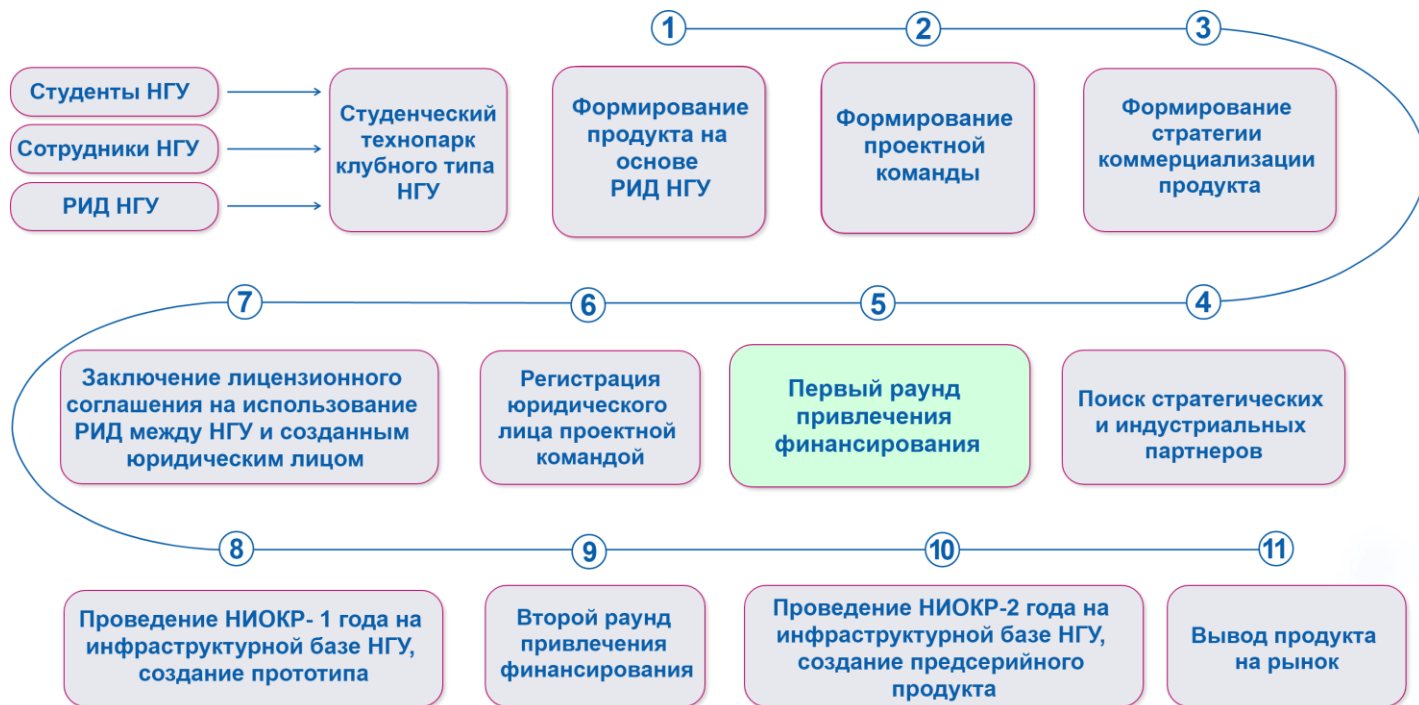 1
2
3
Студенты НГУ
Сотрудники НГУ
РИД НГУ
Студенческий
технопарк
клубного типа
НГУ
Формирование
продукта на
основе
РИД НГУ
Формирование
проектной
команды
Формирование
стратегии
коммерциализации
продукта
7
6
5
4
Заключение лицензионного
соглашения на использование
РИД между НГУ и созданным
юридическим лицом
Регистрация
юридического
лица проектной
командой
Первый раунд
привлечения
финансирования
Поиск стратегических
и индустриальных
партнеров
8
9
10
11
Проведение НИОКР- 1 года на
инфраструктурной базе НГУ,
создание прототипа
Второй раунд
привлечения
финансирования
Проведение НИОКР-2 года на
инфраструктурной базе НГУ,
создание предсерийного
продукта
Вывод продукта
на рынок